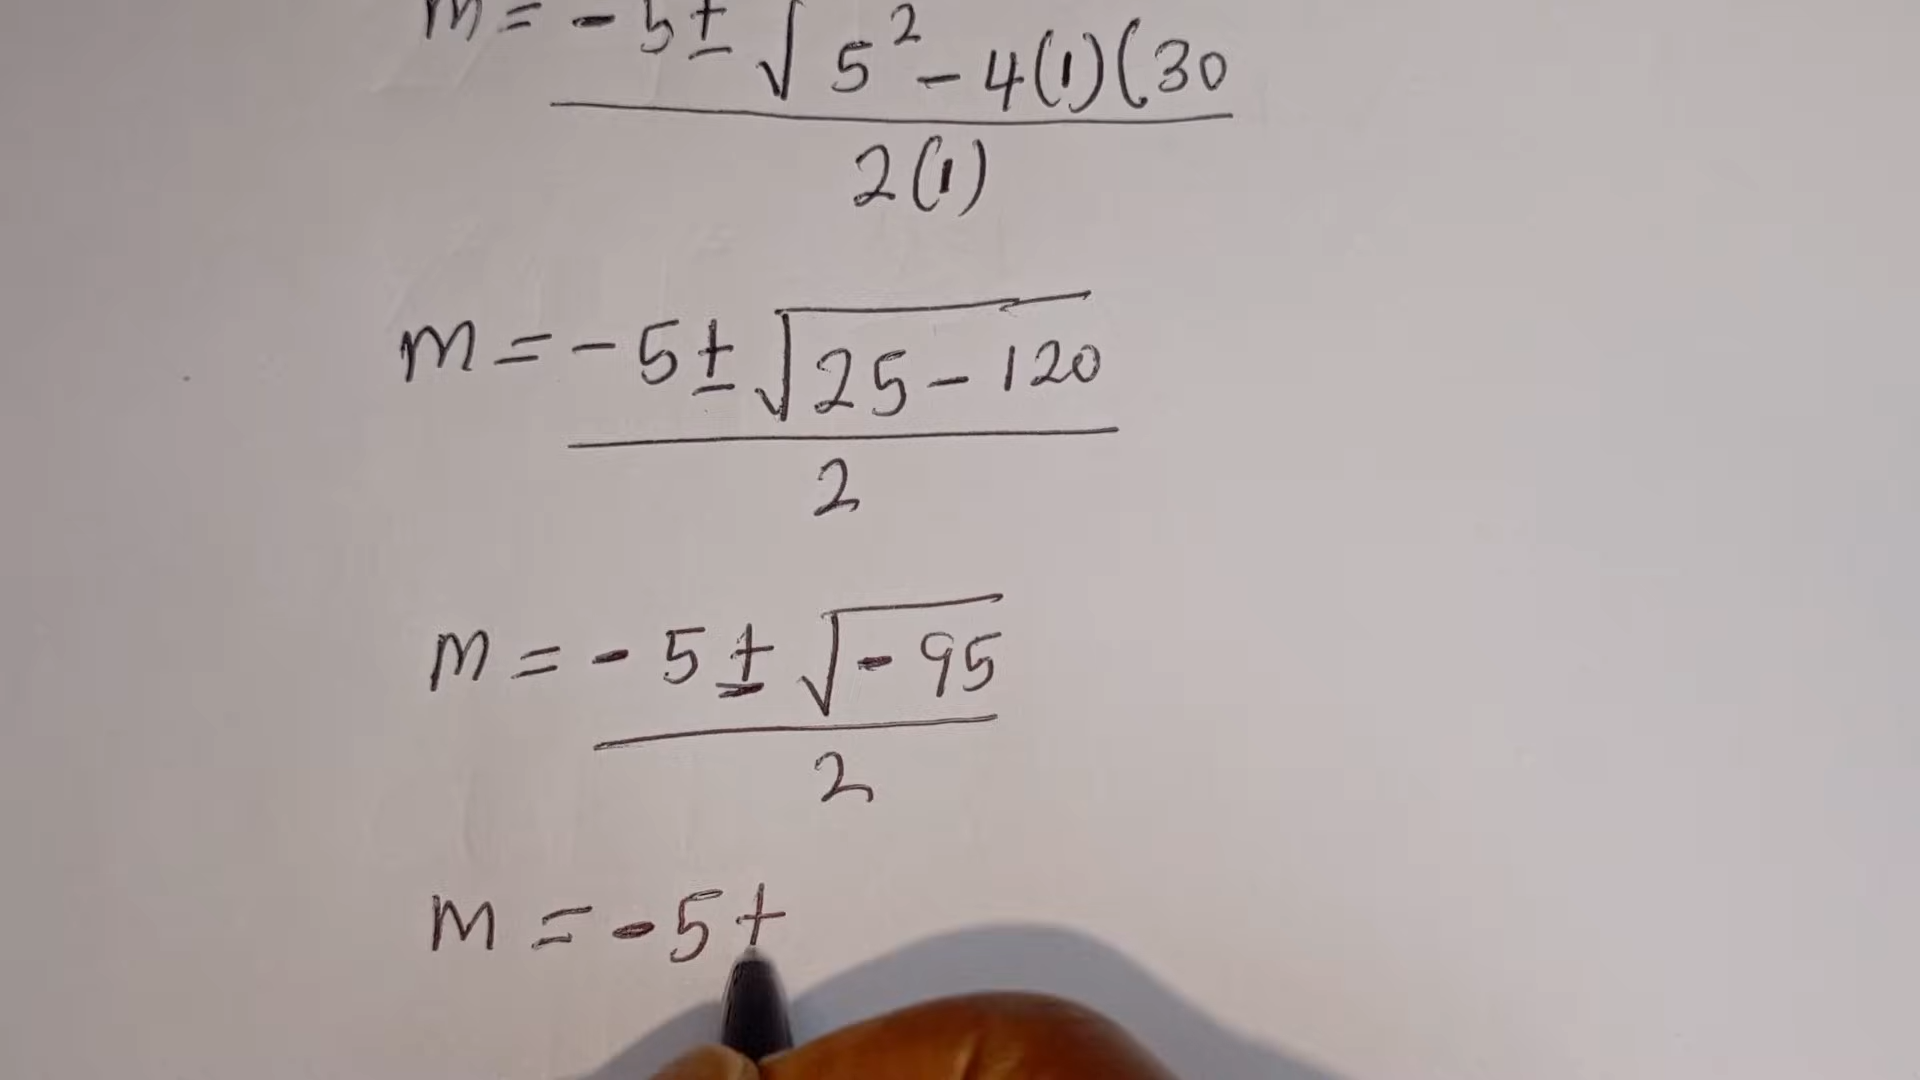 m = - 5 ± √ 5² - 4(1)(30
2(1)
m = - 5 ± √25 - 120
2
m = - 5 ± √- 95
2
m = - 5 +